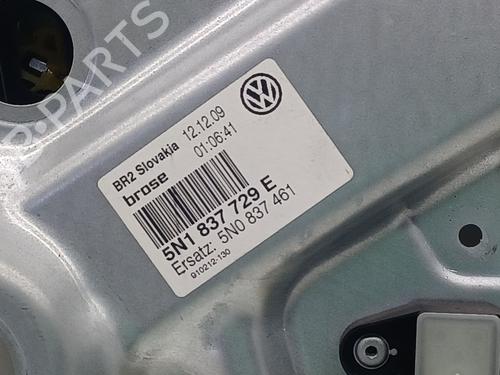 PARTS
BR2 Slovakia 12.12.09
brose 01:06:41
5N1 837 729 E
Ersatz: 5N0 837 461
910212-130